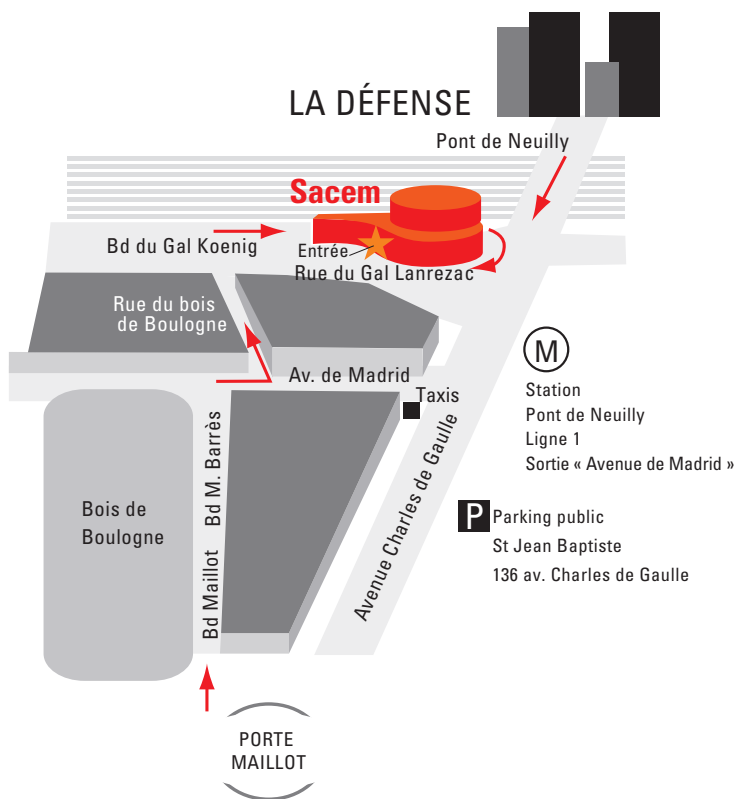 LA DÉFENSE
Pont de Neuilly
Sacem
Bd du Gal Koenig
Entrée
Rue du Gal Lanrezac
Rue du bois
de Boulogne
Av. de Madrid
Taxis
M
Station
Pont de Neuilly
Ligne 1
Sortie « Avenue de Madrid »
Bd Maillot Bd M. Barrès
Avenue Charles de Gaulle
Bois de
Boulogne
P Parking public
St Jean Baptiste
136 av. Charles de Gaulle
PORTE
MAILLOT